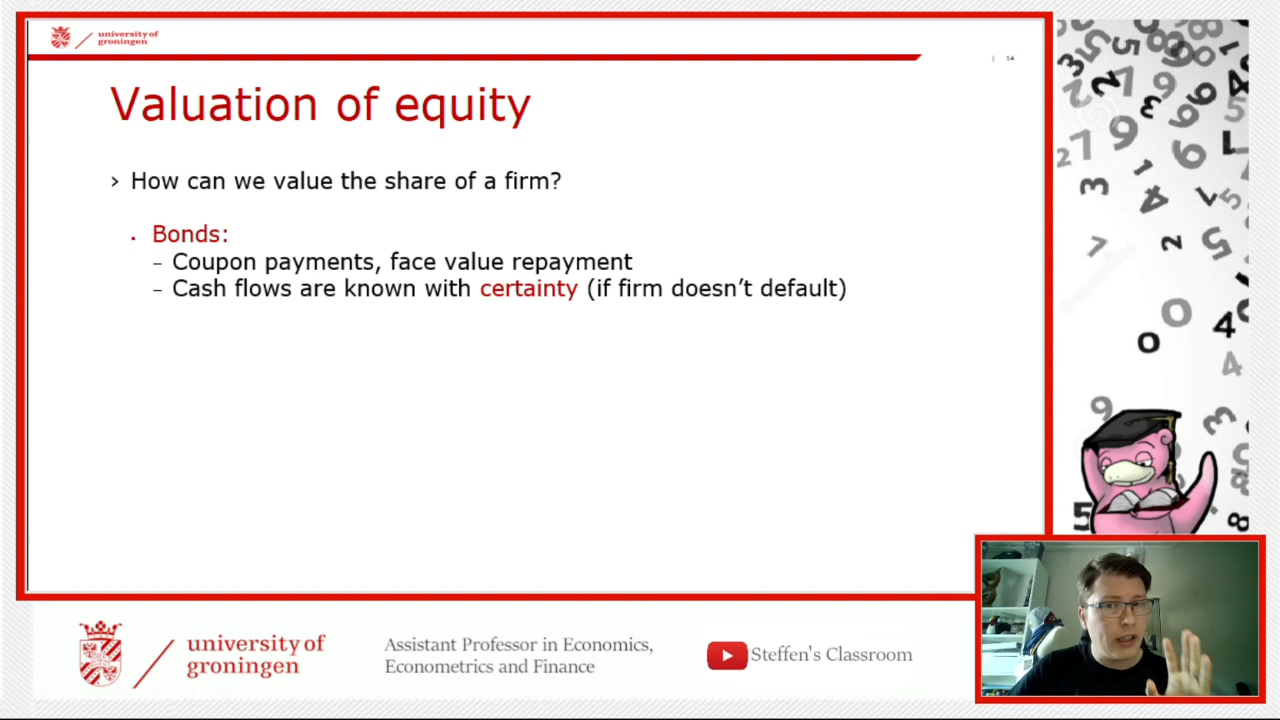 university of
groningen
14
Valuation of equity
› How can we value the share of a firm?
▪ Bonds:
– Coupon payments, face value repayment
– Cash flows are known with certainty (if firm doesn’t default)
university of
groningen
Assistant Professor in Economics,
Econometrics and Finance
Steffen's Classroom